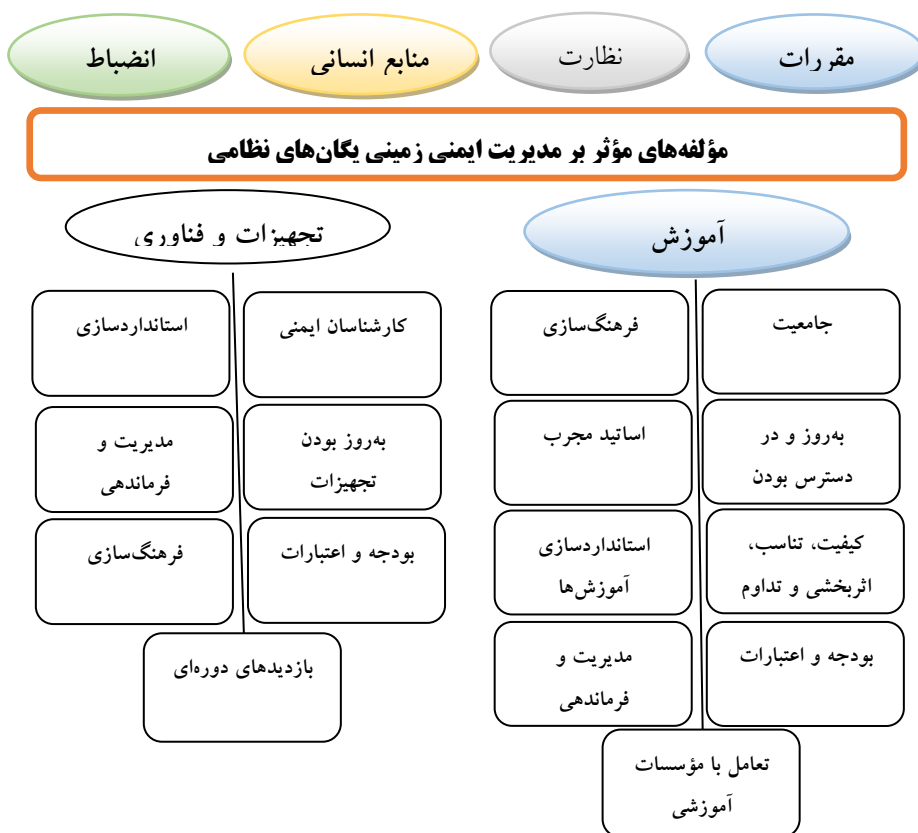 مقررات
نظارت
منابع انسانی
انضباط
مؤلفه‌های مؤثر بر مدیریت ایمنی زمینی یگان‌های نظامی
آموزش
تجهیزات و فناوری
جامعیت
فرهنگ‌سازی
به‌روز و در
دسترس بودن
اساتید مجرب
کیفیت، تناسب،
اثربخشی و تداوم
استانداردسازی
آموزش‌ها
بودجه و اعتبارات
مدیریت و
فرماندهی
تعامل با مؤسسات
آموزشی
کارشناسان ایمنی
استانداردسازی
به‌روز بودن
تجهیزات
مدیریت و
فرماندهی
بودجه و اعتبارات
فرهنگ‌سازی
بازدیدهای دوره‌ای